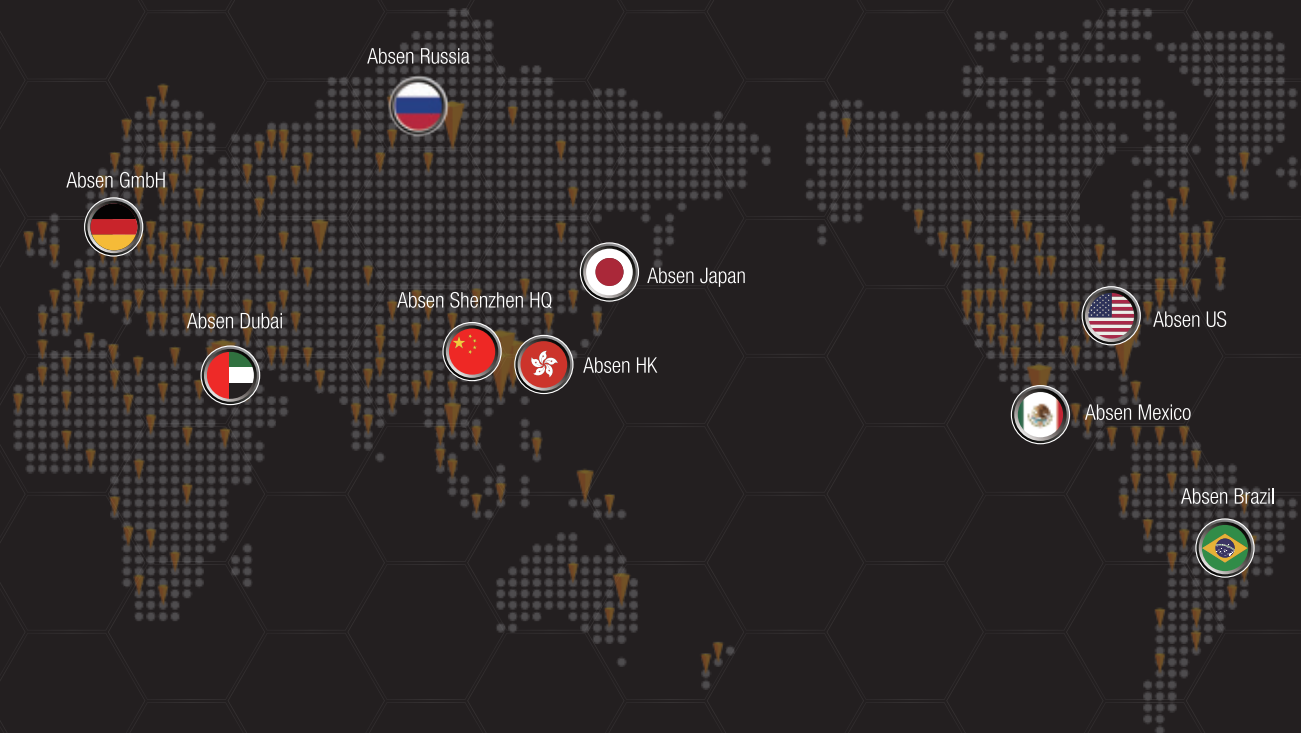 Absen Russia
Absen GmbH
Absen Japan
Absen Shenzhen HQ
Absen Dubai
Absen US
Absen HK
Absen Mexico
Absen Brazil